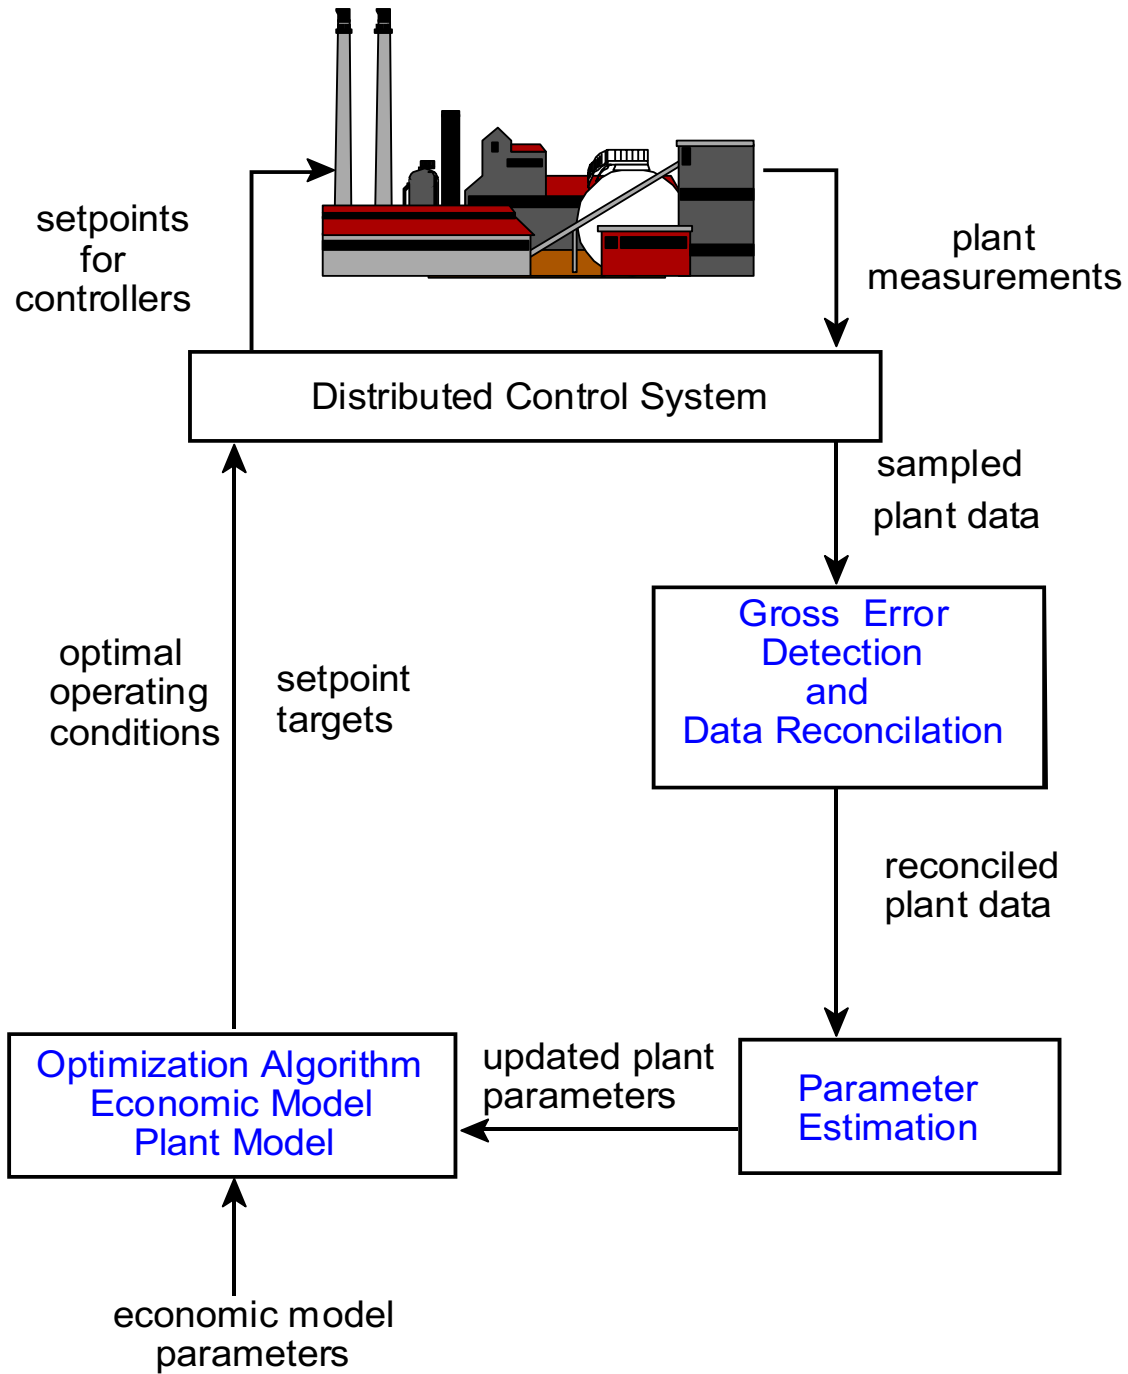 setpoints
for
controllers
plant
measurements
Distributed Control System
sampled
plant data
Gross Error
Detection
and
Data Reconcilation
optimal
operating
conditions
setpoint
targets
reconciled
plant data
Optimization Algorithm
Economic Model
Plant Model
updated plant
parameters
Parameter
Estimation
economic model
parameters